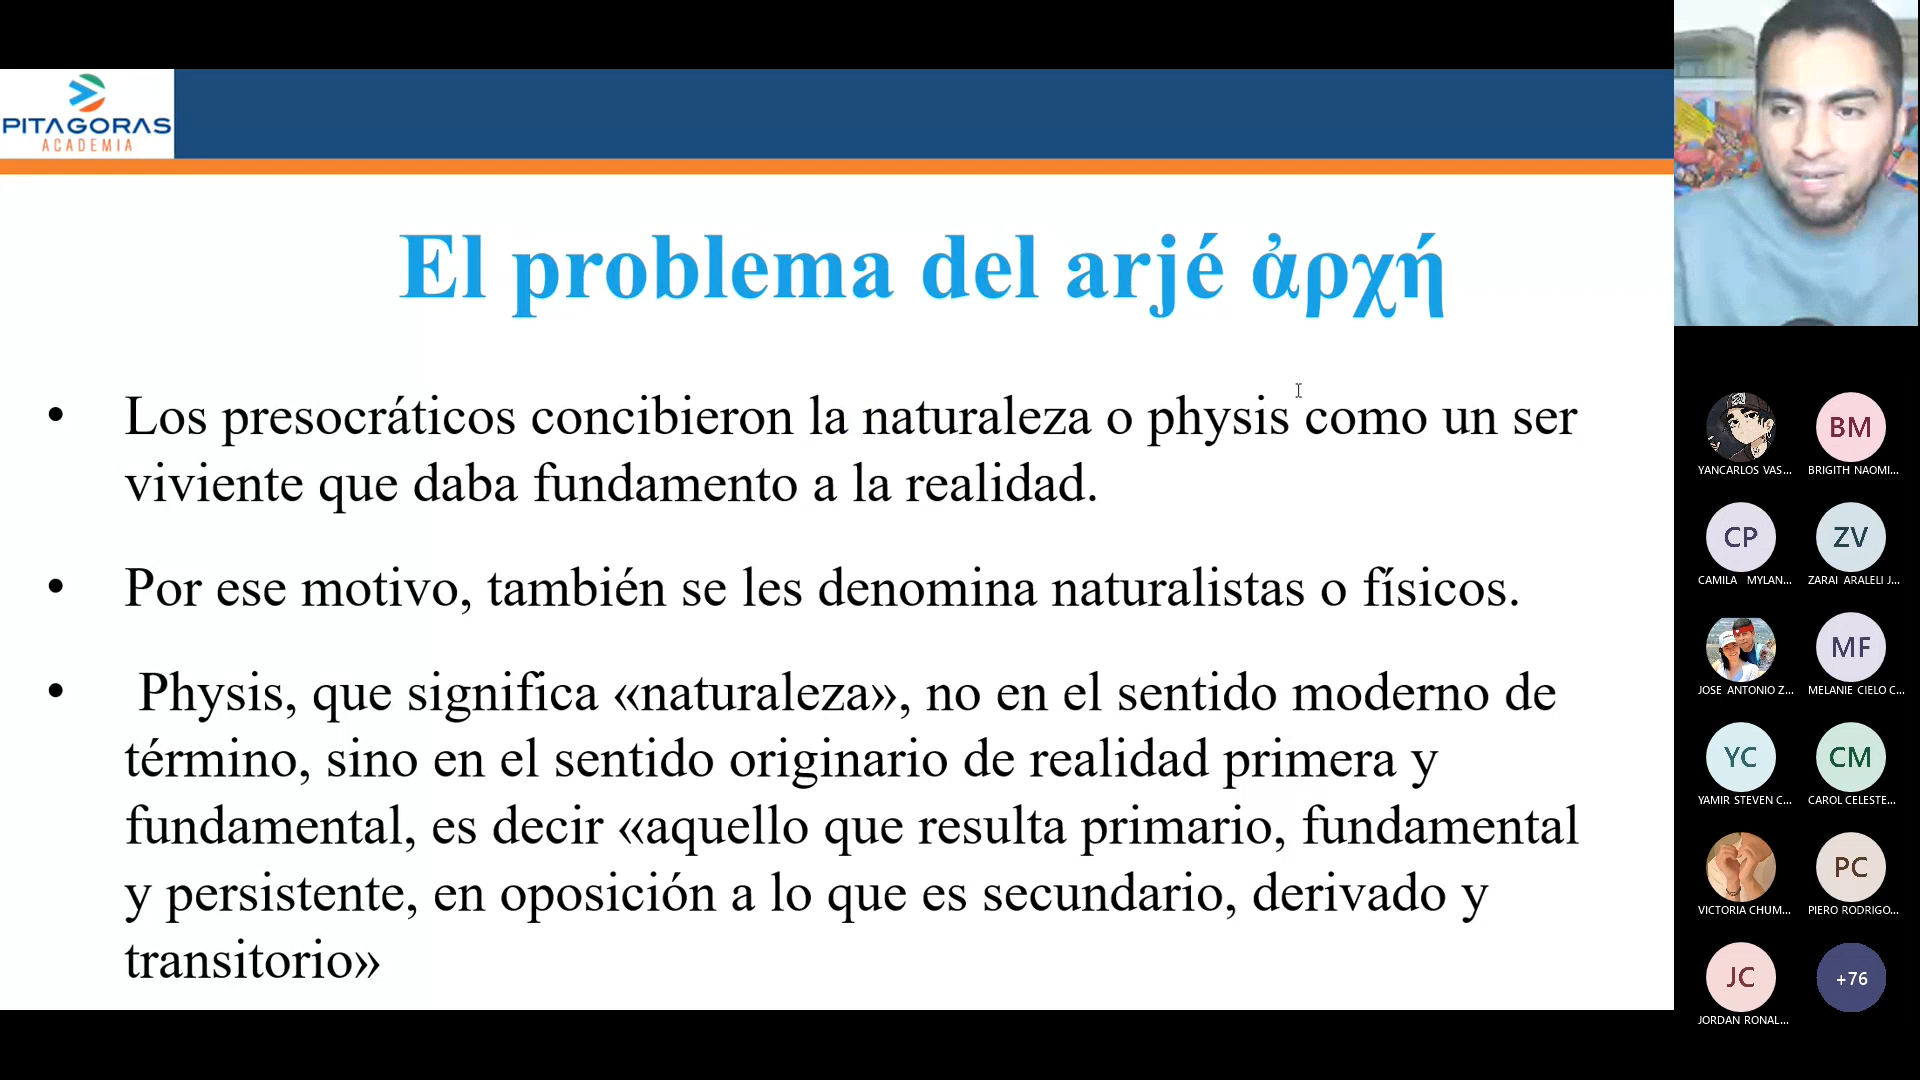 PITAGORAS
ACADEMIA
El problema del arjé ἀρχή
• Los presocráticos concibieron la naturaleza o physis como un ser
viviente que daba fundamento a la realidad.
• Por ese motivo, también se les denomina naturalistas o físicos.
• Physis, que significa «naturaleza», no en el sentido moderno de
término, sino en el sentido originario de realidad primera y
fundamental, es decir «aquello que resulta primario, fundamental
y persistente, en oposición a lo que es secundario, derivado y
transitorio»
YANCARLOS VAS...
BM
BRIGITH NAOMI...
CP
CAMILA MYLAN...
ZV
ZARAI ARALELI J...
JOSE ANTONIO Z...
MF
MELANIE CIELO C...
YC
YAMIR STEVEN C...
CM
CAROL CELESTE...
VICTORIA CHUM...
PC
PIERO RODRIGO...
JC
JORDAN RONAL...
+76